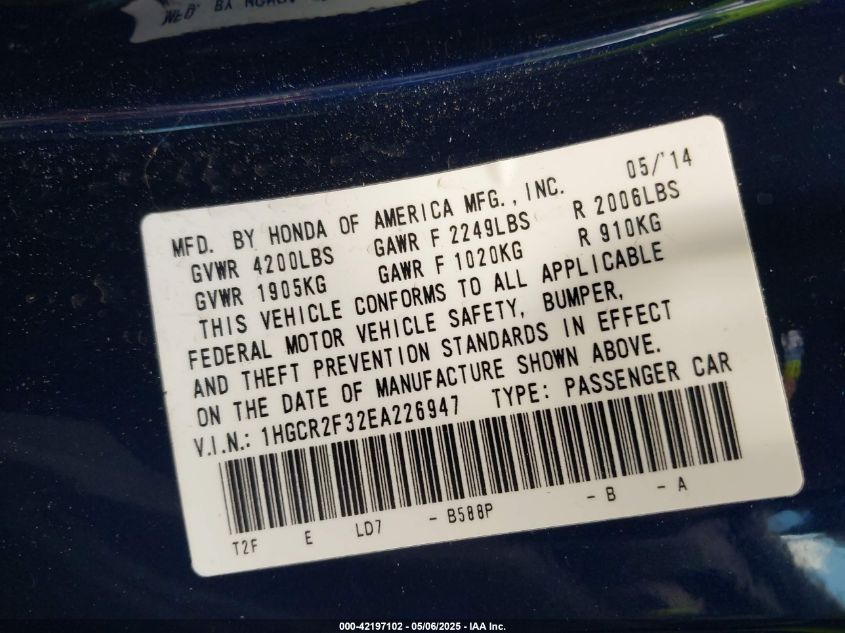 MFD. BY HONDA OF AMERICA MFG., INC. 05/'14
GVWR 4200LBS GAWR F 2249LBS R 2006LBS
GVWR 1905KG GAWR F 1020KG R 910KG
THIS VEHICLE CONFORMS TO ALL APPLICABLE
FEDERAL MOTOR VEHICLE SAFETY, BUMPER,
AND THEFT PREVENTION STANDARDS IN EFFECT
ON THE DATE OF MANUFACTURE SHOWN ABOVE.
V.I.N.: 1HGCR2F32EA226947 TYPE: PASSENGER CAR
T2F E LD7 - B588P - B - A
000-42197102 - 05/06/2025 - IAA Inc.